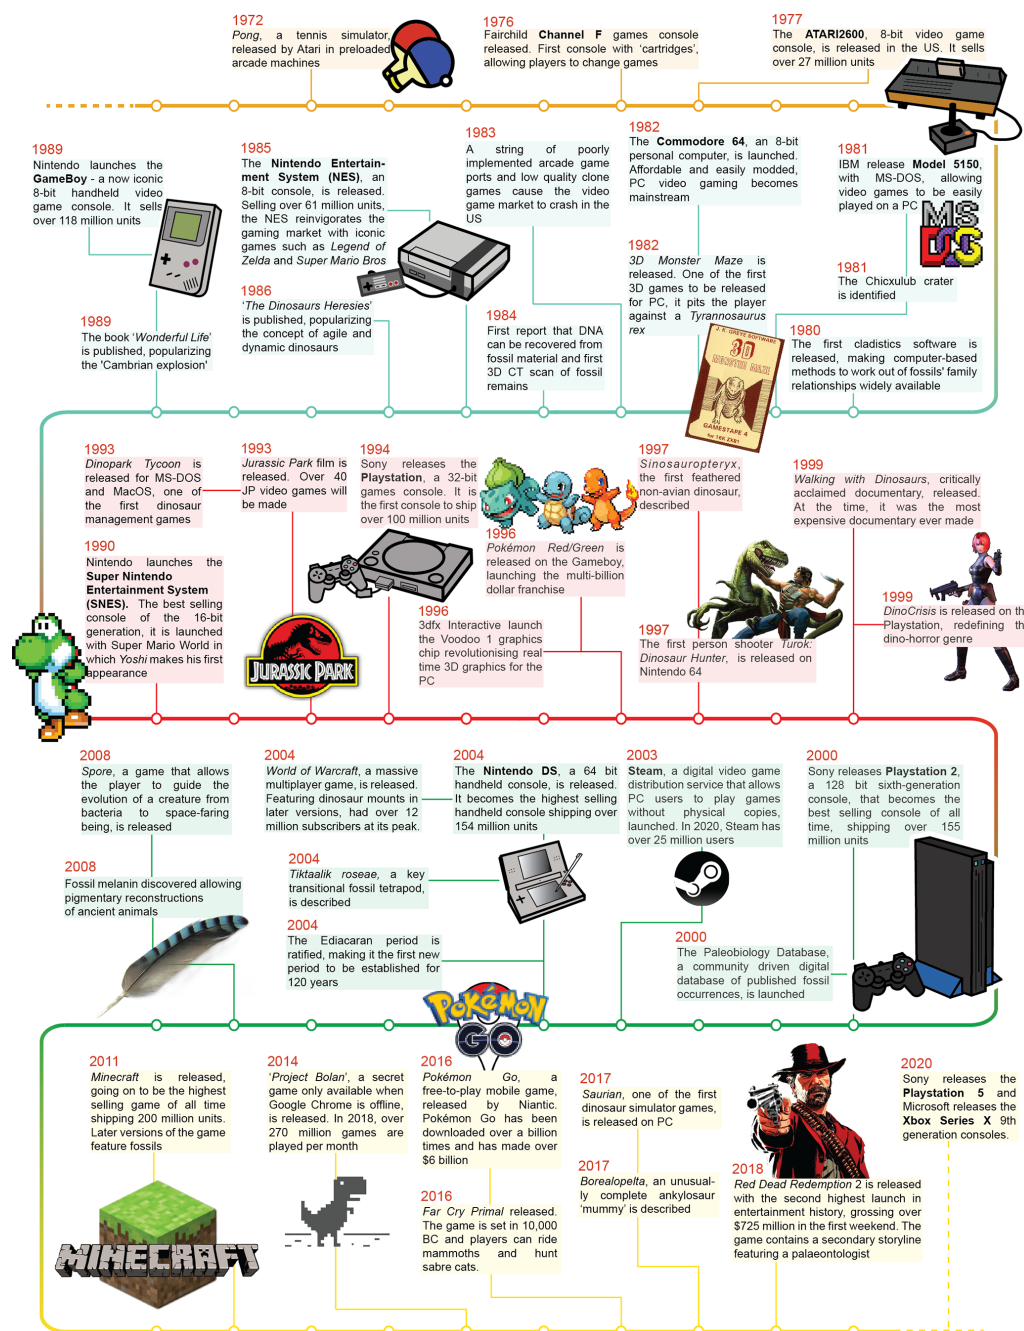 1972
Pong, a tennis simulator,
released by Atari in preloaded
arcade machines
1976
Fairchild Channel F games console
released. First console with ‘cartridges’,
allowing players to change games
1977
The ATARI2600, 8-bit video game
console, is released in the US. It sells
over 27 million units
1989
Nintendo launches the
GameBoy - a now iconic
8-bit handheld video
game console. It sells
over 118 million units
1985
The Nintendo Entertain-
ment System (NES), an
8-bit console, is released.
Selling over 61 million units,
the NES reinvigorates the
gaming market with iconic
games such as Legend of
Zelda and Super Mario Bros
1983
A string of poorly
implemented arcade game
ports and low quality clone
games cause the video
game market to crash in the
US
1982
The Commodore 64, an 8-bit
personal computer, is launched.
Affordable and easily modded,
PC video gaming becomes
mainstream
1981
IBM release Model 5150,
with MS-DOS, allowing
video games to be easily
played on a PC
MS
DOS
1982
3D Monster Maze is
released. One of the first
3D games to be released
for PC, it pits the player
against a Tyrannosaurus
rex
1981
The Chicxulub crater
is identified
1986
‘The Dinosaurs Heresies’
is published, popularizing
the concept of agile and
dynamic dinosaurs
1989
The book ‘Wonderful Life’
is published, popularizing
the 'Cambrian explosion'
1984
First report that DNA
can be recovered from
fossil material and first
3D CT scan of fossil
remains
J. K. GREYE SOFTWARE
3D
MONSTER MAZE
GAMESTAPE 4
for 16K ZX81
1980
The first cladistics software is
released, making computer-based
methods to work out of fossils' family
relationships widely available
1993
Dinopark Tycoon is
released for MS-DOS
and MacOS, one of
the first dinosaur
management games
1993
Jurassic Park film is
released. Over 40
JP video games will
be made
1994
Sony releases the
Playstation, a 32-bit
games console. It is
the first console to ship
over 100 million units
1997
Sinosauropteryx,
the first feathered
non-avian dinosaur,
described
1999
Walking with Dinosaurs, critically
acclaimed documentary, released.
At the time, it was the most
expensive documentary ever made
1990
Nintendo launches the
Super Nintendo
Entertainment System
(SNES). The best selling
console of the 16-bit
generation, it is launched
with Super Mario World in
which Yoshi makes his first
appearance
1996
Pokémon Red/Green is
released on the Gameboy,
launching the multi-billion
dollar franchise
1996
3dfx Interactive launch
the Voodoo 1 graphics
chip revolutionising real
time 3D graphics for the
PC
JURASSIC PARK
1997
The first person shooter Turok:
Dinosaur Hunter, is released on
Nintendo 64
1999
DinoCrisis is released on th
Playstation, redefining th
dino-horror genre
2008
Spore, a game that allows
the player to guide the
evolution of a creature from
bacteria to space-faring
being, is released
2004
World of Warcraft, a massive
multiplayer game, is released.
Featuring dinosaur mounts in
later versions, had over 12
million subscribers at its peak.
2004
The Nintendo DS, a 64 bit
handheld console, is released.
It becomes the highest selling
handheld console shipping over
154 million units
2003
Steam, a digital video game
distribution service that allows
PC users to play games
without physical copies,
launched. In 2020, Steam has
over 25 million users
2000
Sony releases Playstation 2,
a 128 bit sixth-generation
console, that becomes the
best selling console of all
time, shipping over 155
million units
2008
Fossil melanin discovered allowing
pigmentary reconstructions
of ancient animals
2004
Tiktaalik roseae, a key
transitional fossil tetrapod,
is described
2004
The Ediacaran period is
ratified, making it the first new
period to be established for
120 years
2000
The Paleobiology Database,
a community driven digital
database of published fossil
occurrences, is launched
POKÉMON
GO
2011
Minecraft is released,
going on to be the highest
selling game of all time
shipping 200 million units.
Later versions of the game
feature fossils
2014
‘Project Bolan’, a secret
game only available when
Google Chrome is offline,
is released. In 2018, over
270 million games are
played per month
2016
Pokémon Go, a
free-to-play mobile game,
released by Niantic.
Pokémon Go has been
downloaded over a billion
times and has made over
$6 billion
2017
Saurian, one of the first
dinosaur simulator games,
is released on PC
2020
Sony releases the
Playstation 5 and
Microsoft releases the
Xbox Series X 9th
generation consoles.
2016
Far Cry Primal released.
The game is set in 10,000
BC and players can ride
mammoths and hunt
sabre cats.
2017
Borealopelta, an unusual-
ly complete ankylosaur
‘mummy’ is described
2018
Red Dead Redemption 2 is released
with the second highest launch in
entertainment history, grossing over
$725 million in the first weekend. The
game contains a secondary storyline
featuring a palaeontologist
MINECRAFT